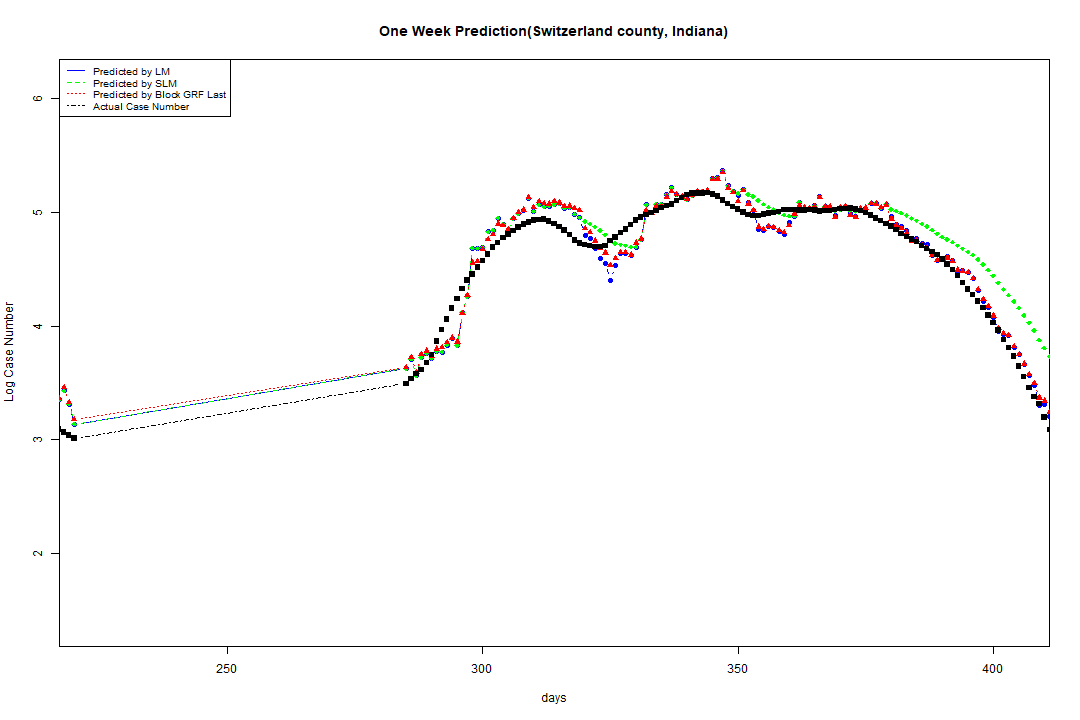 One Week Prediction(Switzerland county, Indiana)
Predicted by LM
Predicted by SLM
Predicted by Block GRF Last
Actual Case Number
6
5
4
3
2
Log Case Number
250
300
350
400
days